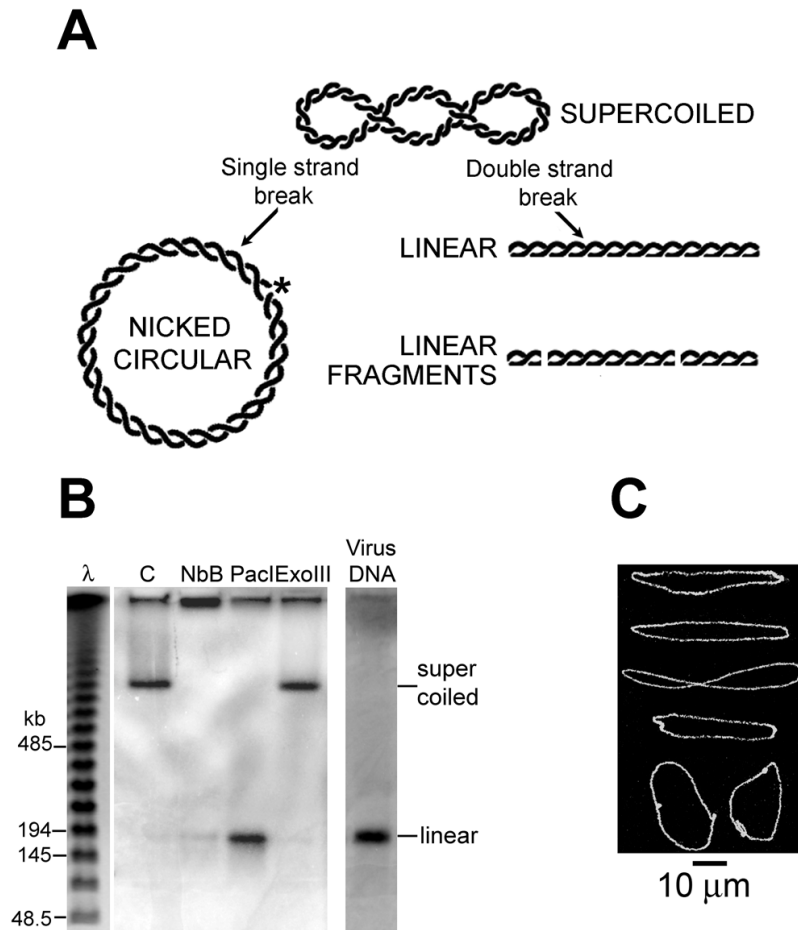 A
SUPERCOILED
Single strand
break
Double strand
break
LINEAR
*
NICKED
CIRCULAR
LINEAR
FRAGMENTS
B
C
λ
C
NbB
PacI
ExoIII
Virus
DNA
super
coiled
kb
485
194
145
48.5
linear
10 μm